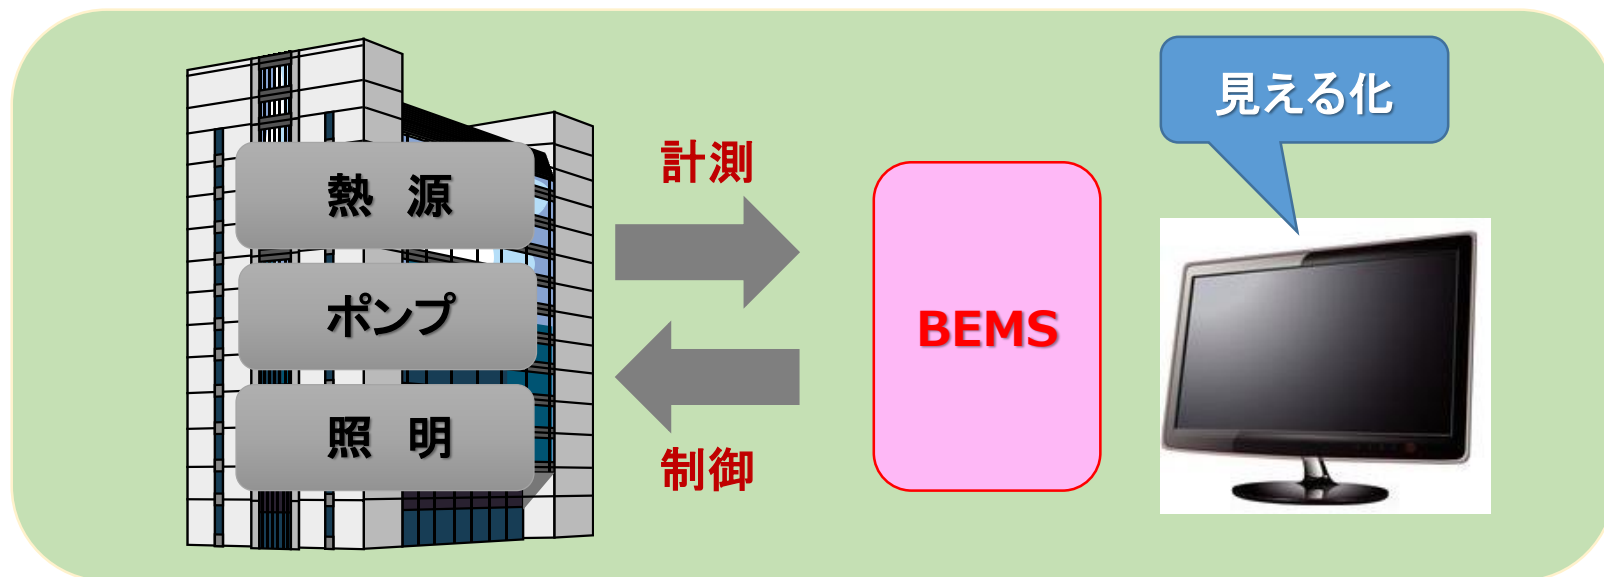 熱　源
ポンプ
照　明
計測
制御
BEMS
見える化